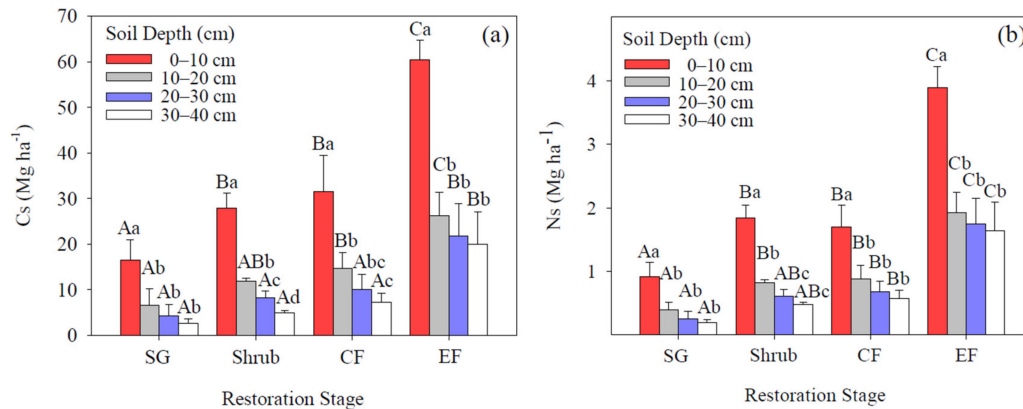 (a)
Soil Depth (cm)
0–10 cm
10–20 cm
20–30 cm
30–40 cm
Cs (Mg ha⁻¹)
70
60
50
40
30
20
10
0
Aa
Ab
Ab
Ab
Ba
ABb
Ac
Ad
Ba
Bb
Abc
Ac
Ca
Cb
Bb
Bb
SG
Shrub
CF
EF
Restoration Stage
(b)
Soil Depth (cm)
0–10 cm
10–20 cm
20–30 cm
30–40 cm
Ns (Mg ha⁻¹)
4
3
2
1
Aa
Ab
Ab
Ab
Ba
Bb
ABc
ABc
Ba
Bb
Bb
Bb
Ca
Cb
Cb
Cb
SG
Shrub
CF
EF
Restoration Stage